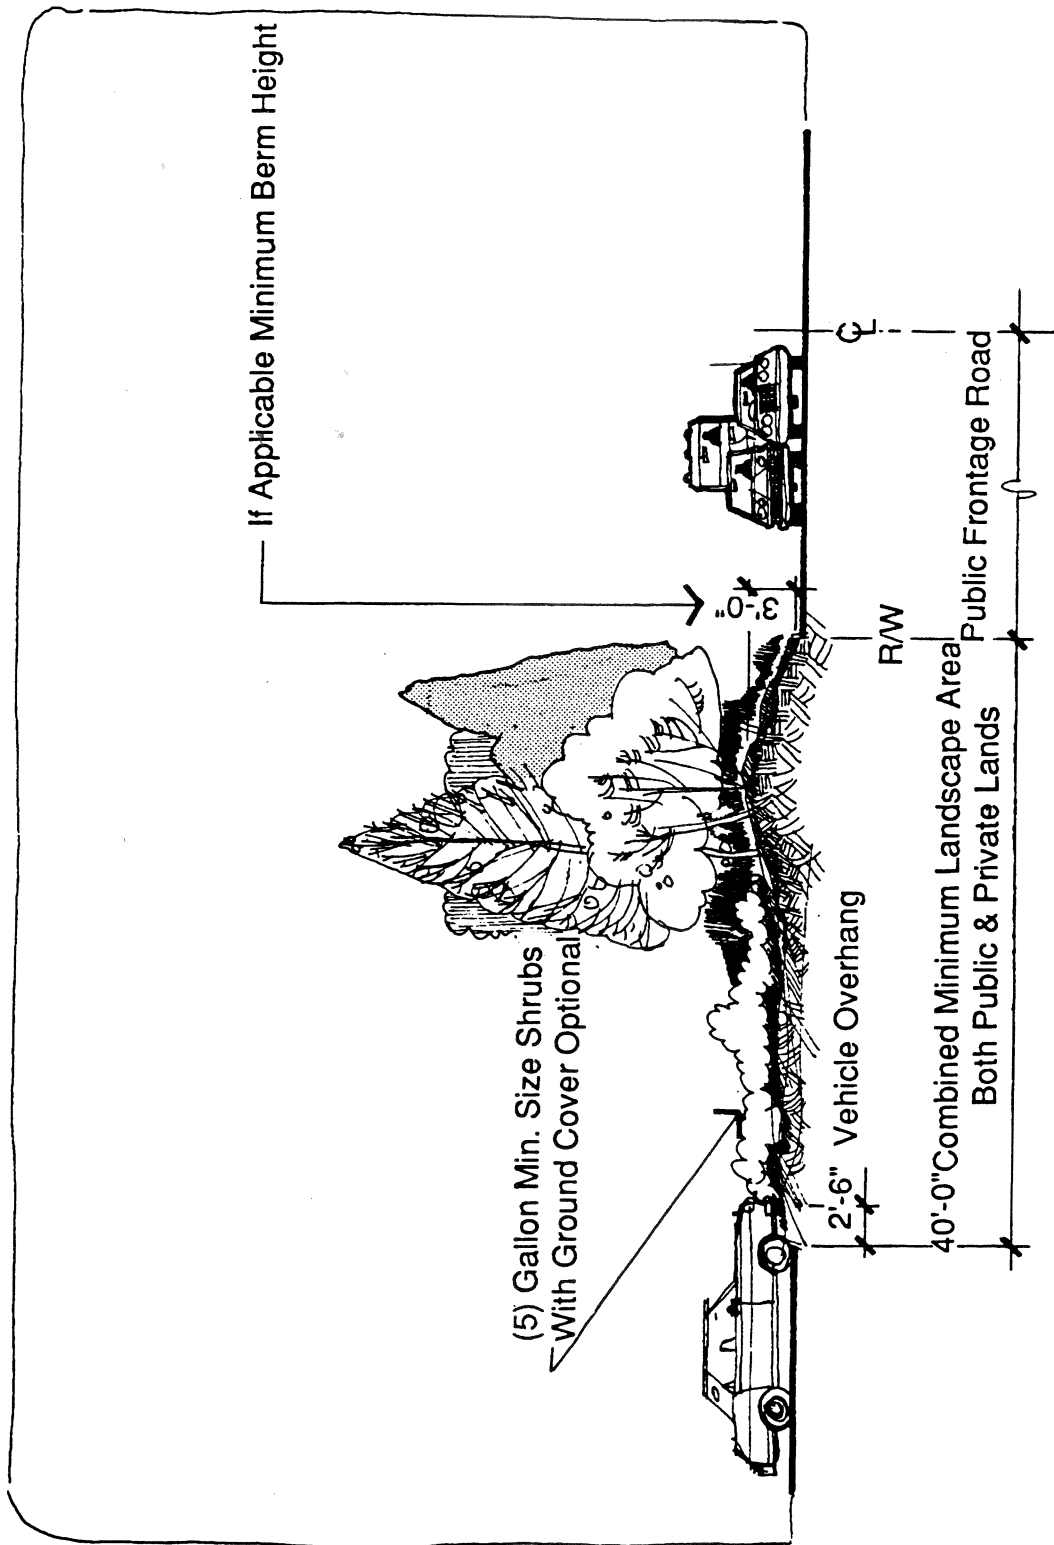 If Applicable Minimum Berm Height
(5) Gallon Min. Size Shrubs
With Ground Cover Optional
3'-0"
2'-6" Vehicle Overhang
R/W
CL
40'-0"Combined Minimum Landscape Area
Both Public & Private Lands
Public Frontage Road